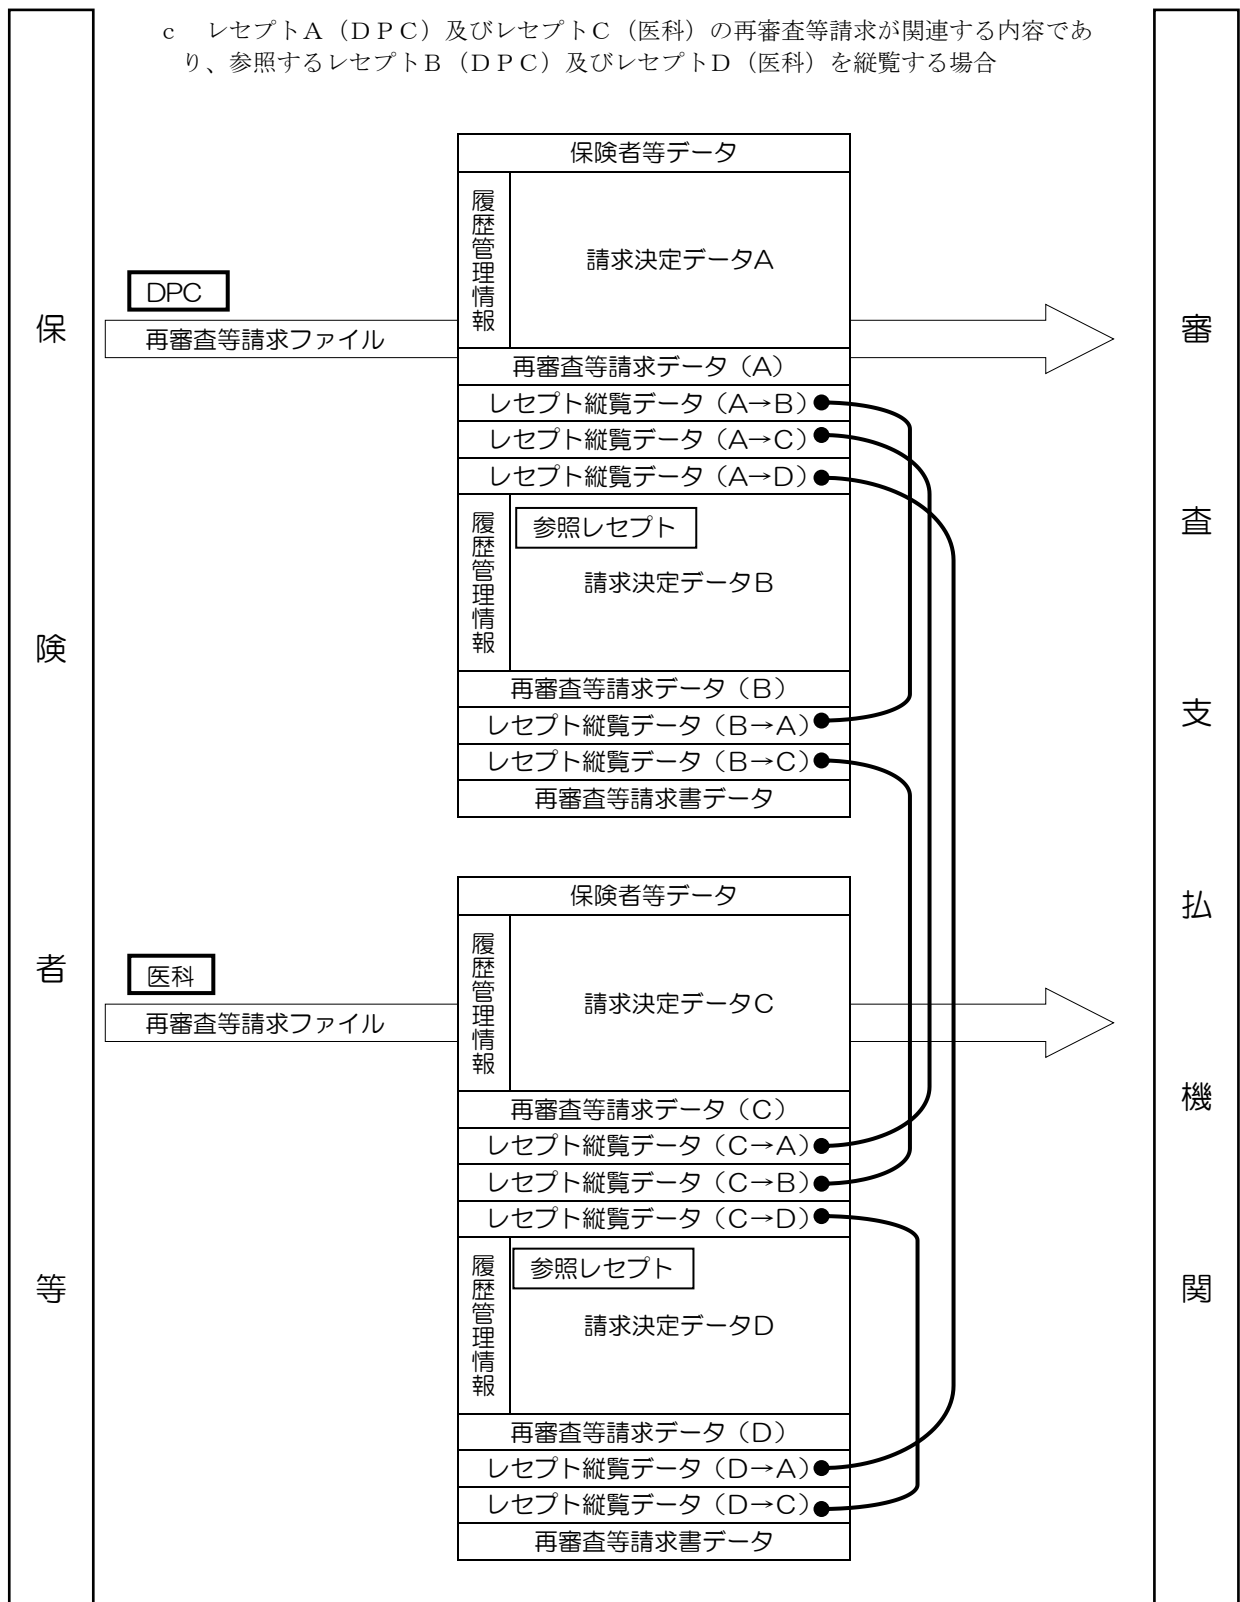 c　レセプトA（DPC）及びレセプトC（医科）の再審査等請求が関連する内容であ
り、参照するレセプトB（DPC）及びレセプトD（医科）を縦覧する場合
保険者等
DPC
再審査等請求ファイル
保険者等データ
履歴管理情報
請求決定データA
再審査等請求データ（A）
レセプト縦覧データ（A→B）
レセプト縦覧データ（A→C）
レセプト縦覧データ（A→D）
履歴管理情報
参照レセプト
請求決定データB
再審査等請求データ（B）
レセプト縦覧データ（B→A）
レセプト縦覧データ（B→C）
再審査等請求書データ
医科
再審査等請求ファイル
保険者等データ
履歴管理情報
請求決定データC
再審査等請求データ（C）
レセプト縦覧データ（C→A）
レセプト縦覧データ（C→B）
レセプト縦覧データ（C→D）
履歴管理情報
参照レセプト
請求決定データD
再審査等請求データ（D）
レセプト縦覧データ（D→A）
レセプト縦覧データ（D→C）
再審査等請求書データ
審査支払機関